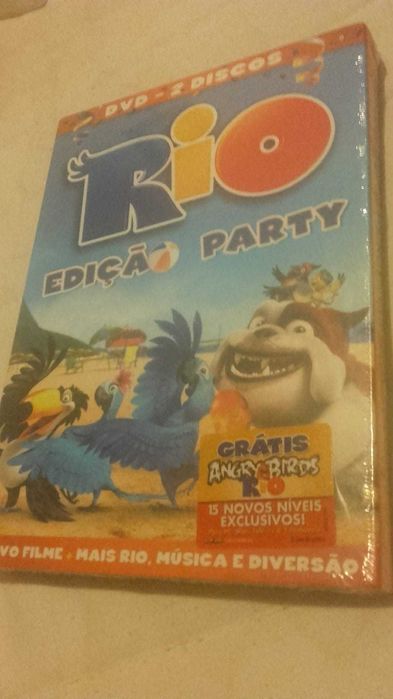 DVD - 2 DISCOS
RIO
EDIÇÃO PARTY
GRÁTIS
ANGRY BIRDS
RIO
15 NOVOS NÍVEIS
EXCLUSIVOS!
VO FILME + MAIS RIO, MÚSICA E DIVERSÃO